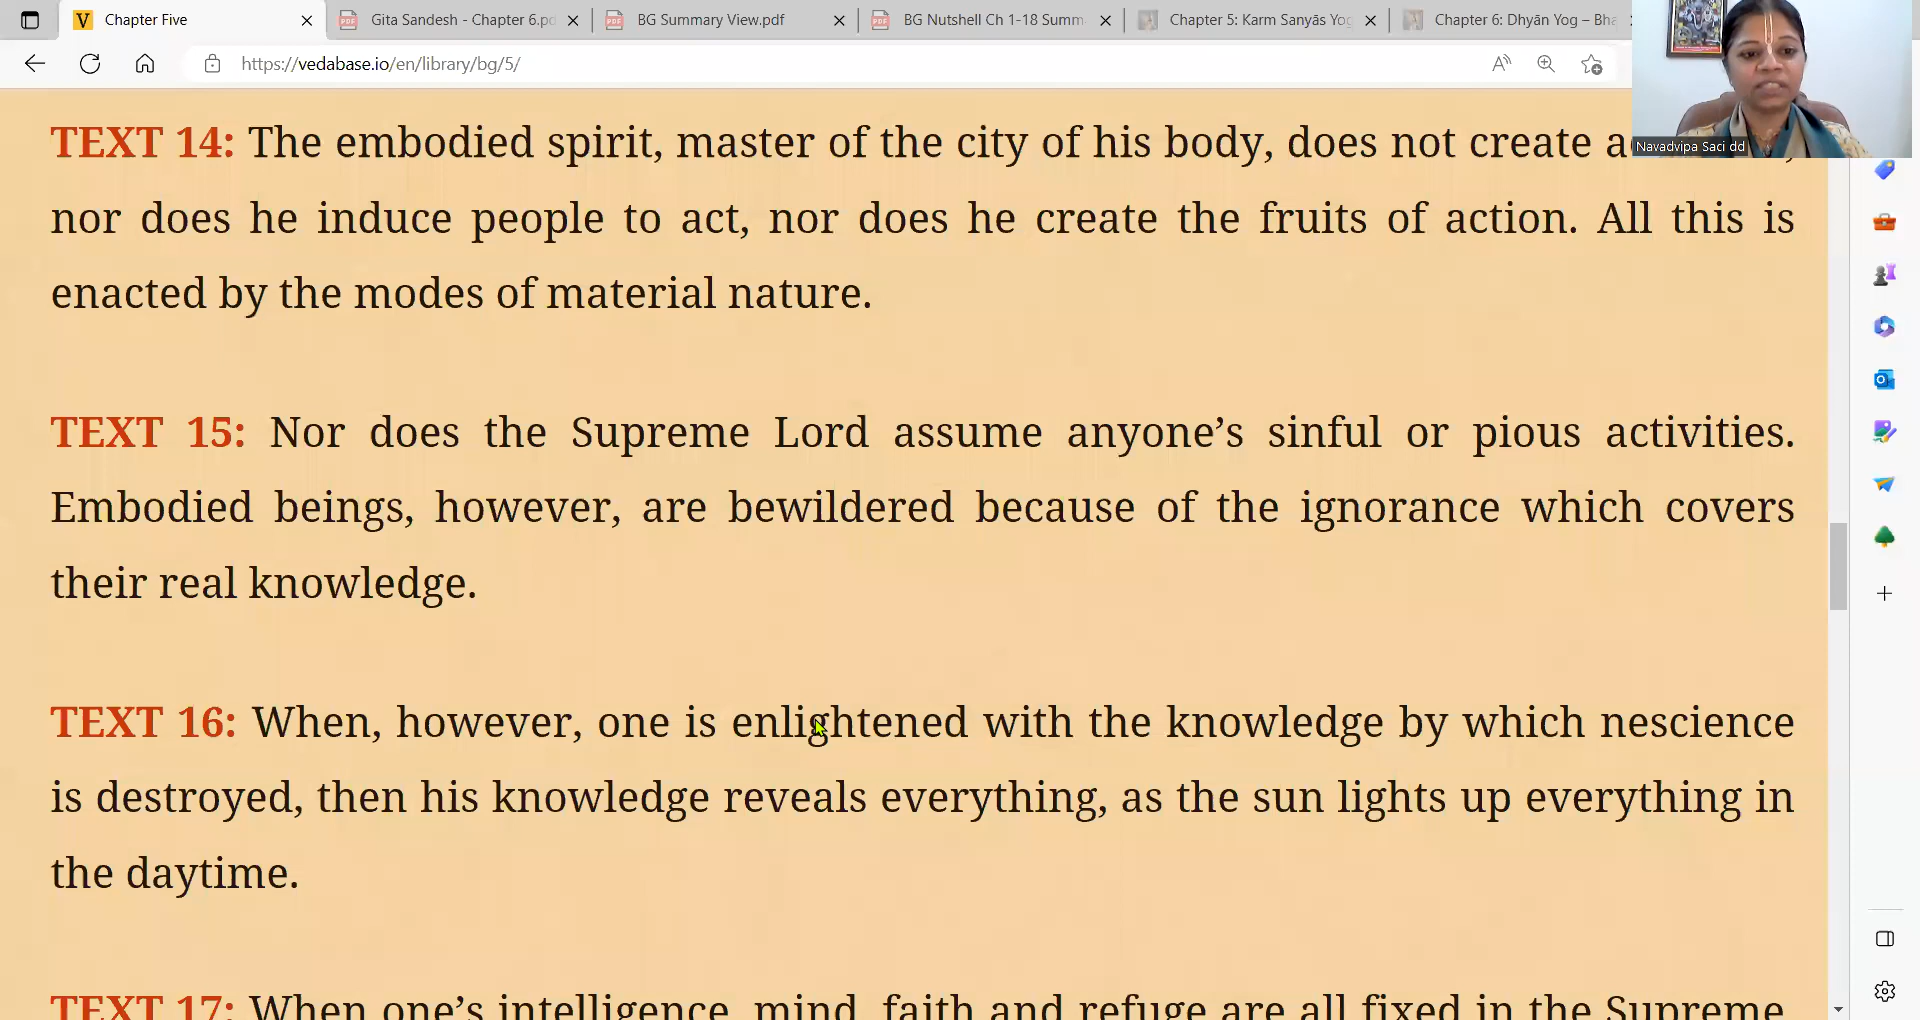 Chapter Five
Gita Sandesh - Chapter 6.pd
BG Summary View.pdf
BG Nutshell Ch 1-18 Summ
Chapter 5: Karm Sanyās Yog
Chapter 6: Dhyān Yog – Bha
https://vedabase.io/en/library/bg/5/
Navadvipa Saci dd
TEXT 14: The embodied spirit, master of the city of his body, does not create
nor does he induce people to act, nor does he create the fruits of action. All this is
enacted by the modes of material nature.
TEXT 15: Nor does the Supreme Lord assume anyone’s sinful or pious activities.
Embodied beings, however, are bewildered because of the ignorance which covers
their real knowledge.
TEXT 16: When, however, one is enlightened with the knowledge by which nescience
is destroyed, then his knowledge reveals everything, as the sun lights up everything in
the daytime.
TEXT 17: When one’s intelligence, mind, faith and refuge are all fixed in the Supreme,